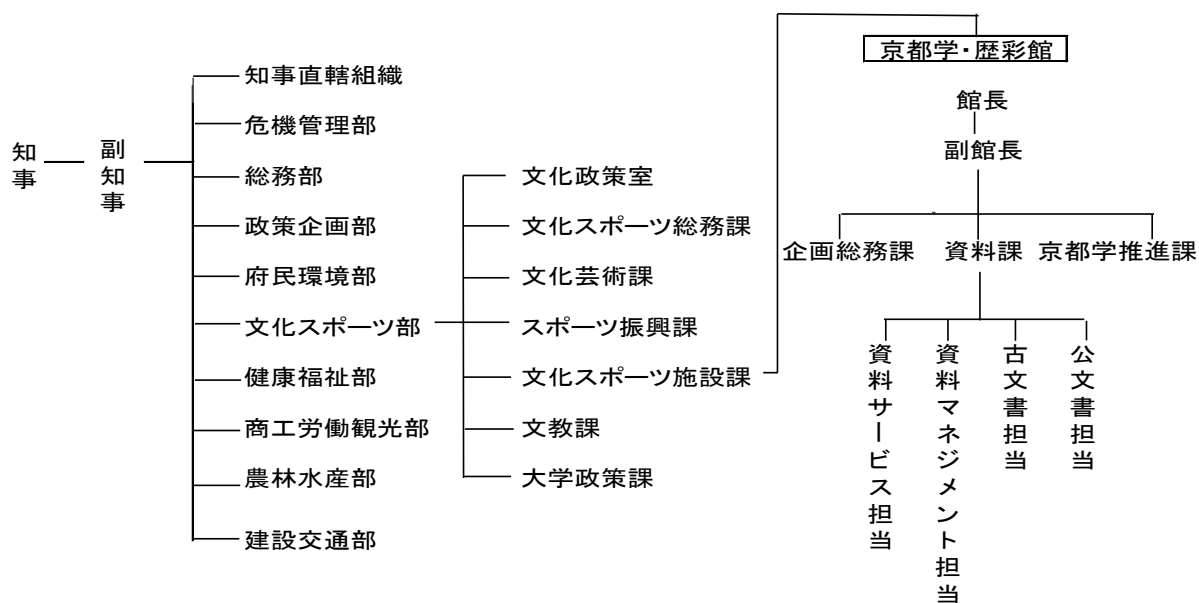 知事
副知事
知事直轄組織
危機管理部
総務部
政策企画部
府民環境部
文化スポーツ部
健康福祉部
商工労働観光部
農林水産部
建設交通部
文化政策室
文化スポーツ総務課
文化芸術課
スポーツ振興課
文化スポーツ施設課
文教課
大学政策課
京都学・歴彩館
館長
副館長
企画総務課
資料課
京都学推進課
資料サービス担当
資料マネジメント担当
古文書担当
公文書担当